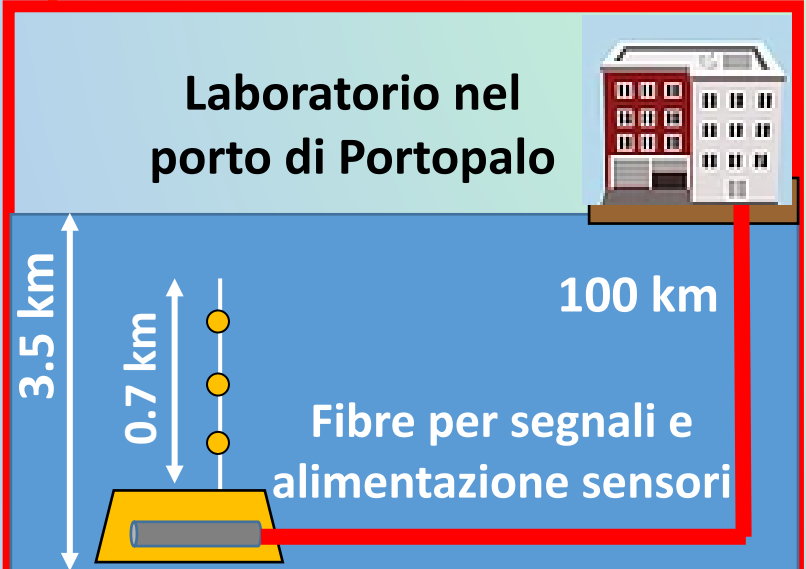 Laboratorio nel
porto di Portopalo
3.5 km
0.7 km
100 km
Fibre per segnali e
alimentazione sensori